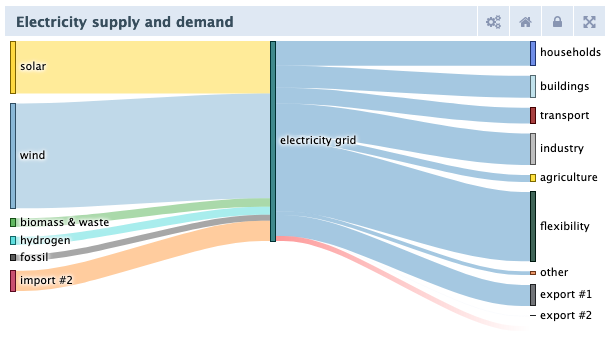 Electricity supply and demand
solar
wind
biomass & waste
hydrogen
fossil
import #2
electricity grid
households
buildings
transport
industry
agriculture
flexibility
other
export #1
export #2